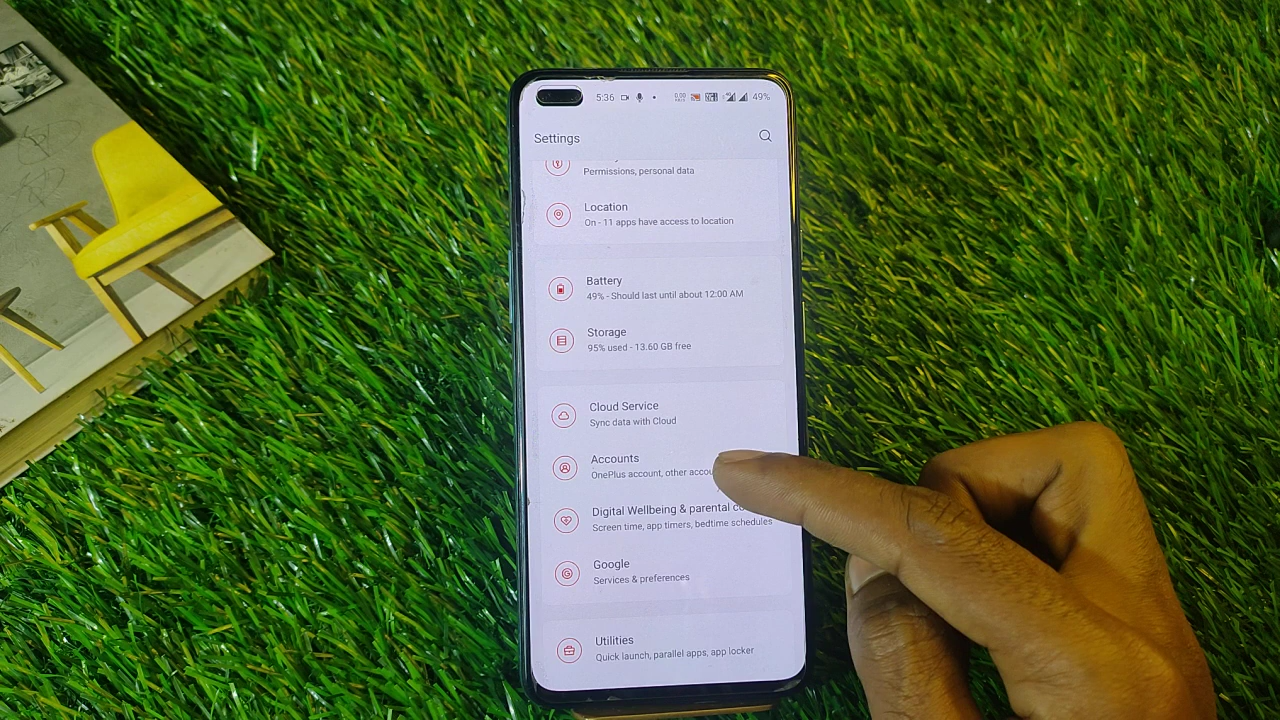 5:36
49%
Settings
Permissions, personal data
Location
On - 11 apps have access to location
Battery
49% - Should last until about 12:00 AM
Storage
95% used - 13.60 GB free
Cloud Service
Sync data with Cloud
Accounts
OnePlus account, other
Digital Wellbeing & parental
Screen time, app timers, bedtime schedules
Google
Services & preferences
Utilities
Quick launch, parallel apps, app locker